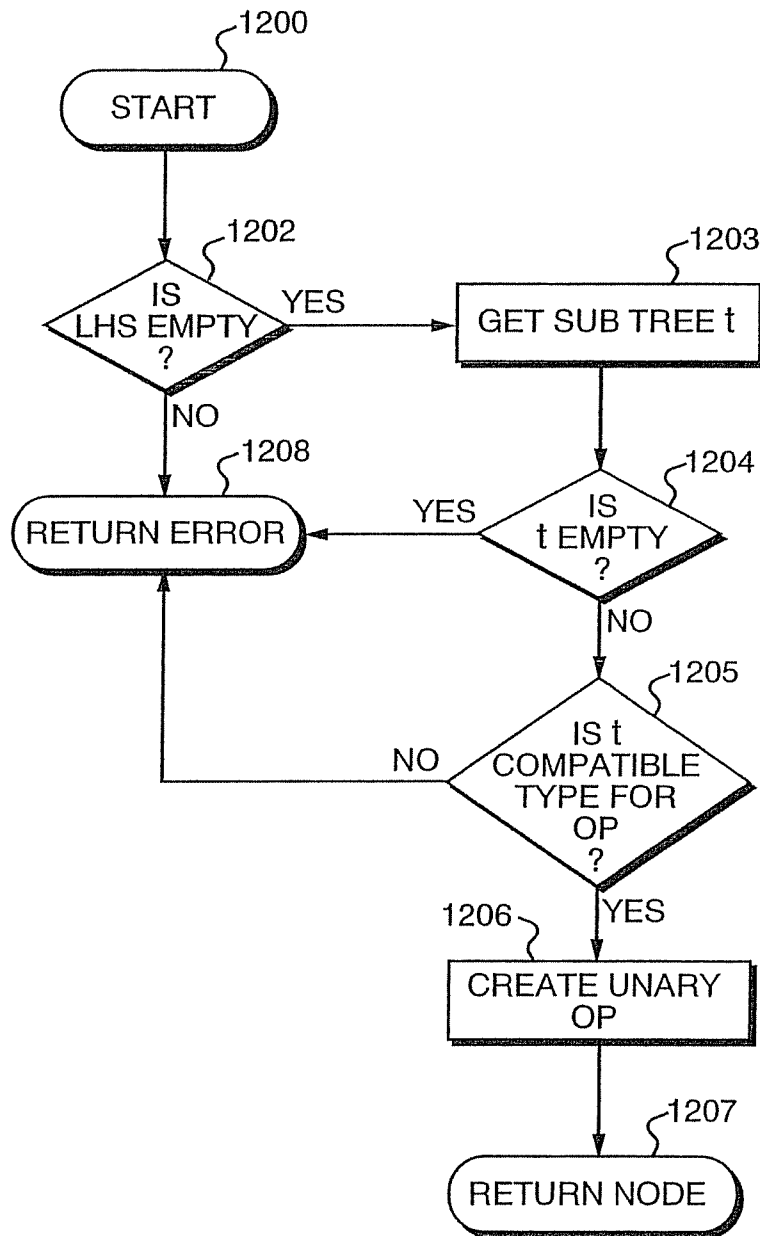 1200
START
1202
IS
LHS EMPTY
?
YES
1203
GET SUB TREE t
NO
1208
RETURN ERROR
YES
1204
IS
t EMPTY
?
NO
1205
IS t
COMPATIBLE
TYPE FOR
OP
?
NO
YES
1206
CREATE UNARY
OP
1207
RETURN NODE